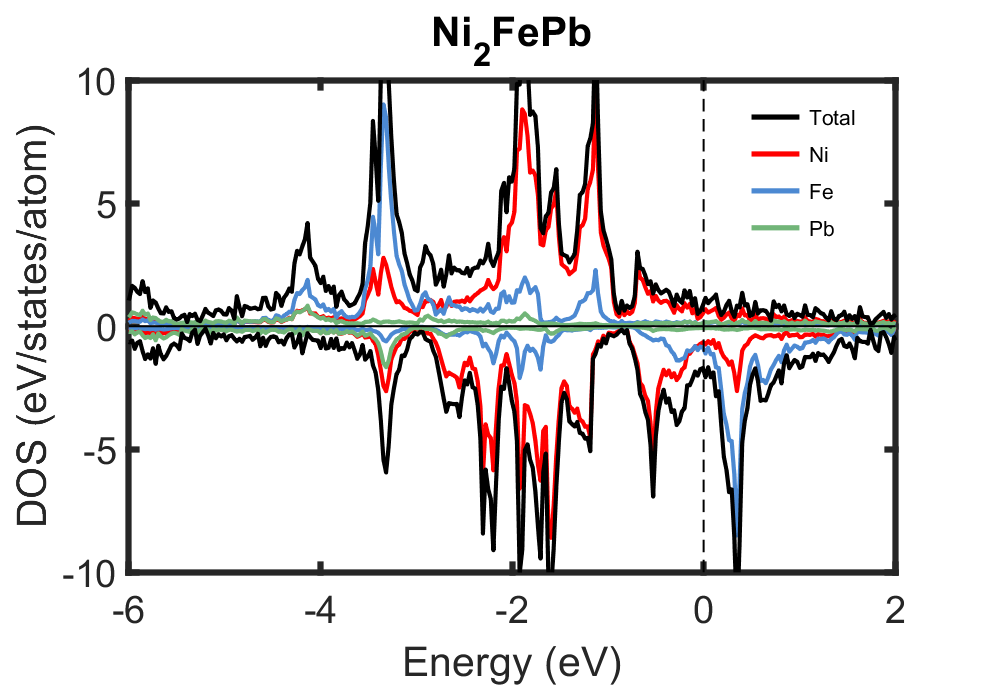 Ni₂FePb
10
5
0
-5
-10
DOS (eV/states/atom)
Total
Ni
Fe
Pb
-6 -4 -2 0 2
Energy (eV)